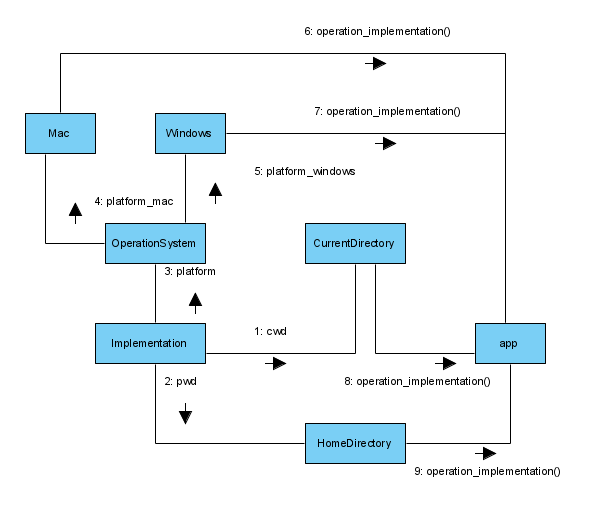 6: operation_implementation()
7: operation_implementation()
Mac
Windows
5: platform_windows
4: platform_mac
OperationSystem
CurrentDirectory
3: platform
1: cwd
Implementation
app
2: pwd
8: operation_implementation()
HomeDirectory
9: operation_implementation()